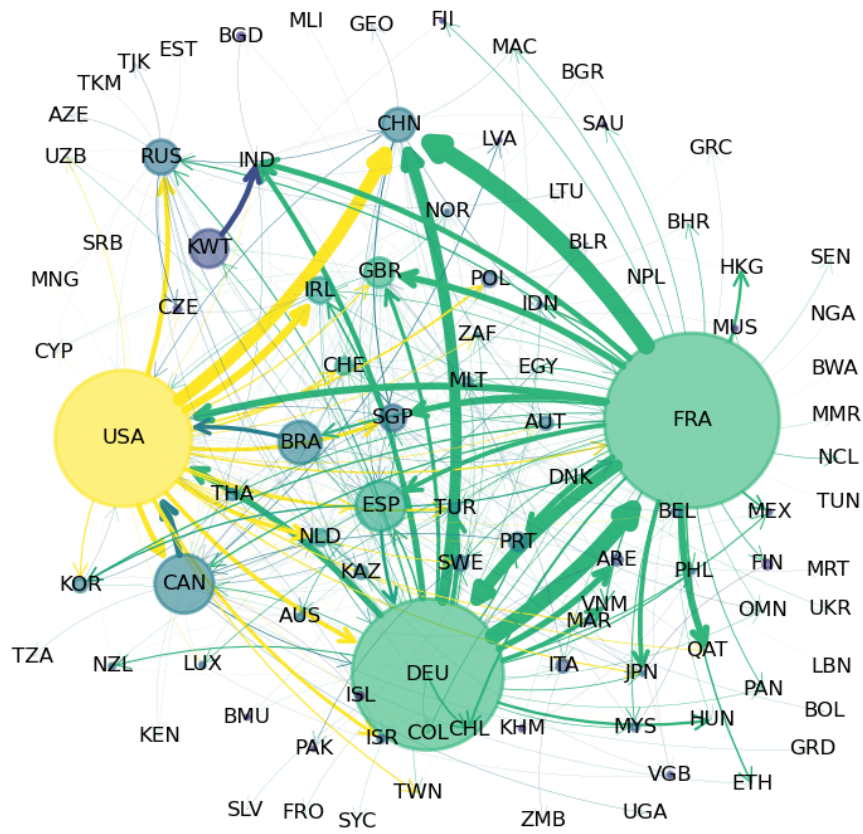 MLI
FJI
GEO
BGD
EST
MAC
TJK
TKM
BGR
AZE
CHN
SAU
LVA
GRC
UZB
RUS
IND
LTU
NOR
BHR
SRB
KWT
BLR
SEN
HKG
GBR
POL
NPL
MNG
IRL
CZE
IDN
NGA
MUS
ZAF
CYP
CHE
EGY
BWA
MLT
SGP
AUT
FRA
MMR
USA
BRA
NCL
DNK
THA
ESP
TUR
BEL
MEX
TUN
NLD
PRT
SWE
ARE
FIN
KOR
CAN
KAZ
PHL
MRT
AUS
VNM
MAR
OMN
UKR
TZA
NZL
LUX
DEU
ITA
JPN
QAT
LBN
ISL
PAN
BMU
BOL
KEN
PAK
ISR
COL
CHL
KHM
MYS
HUN
GRD
VGB
ETH
TWN
SLV
FRO
SYC
ZMB
UGA